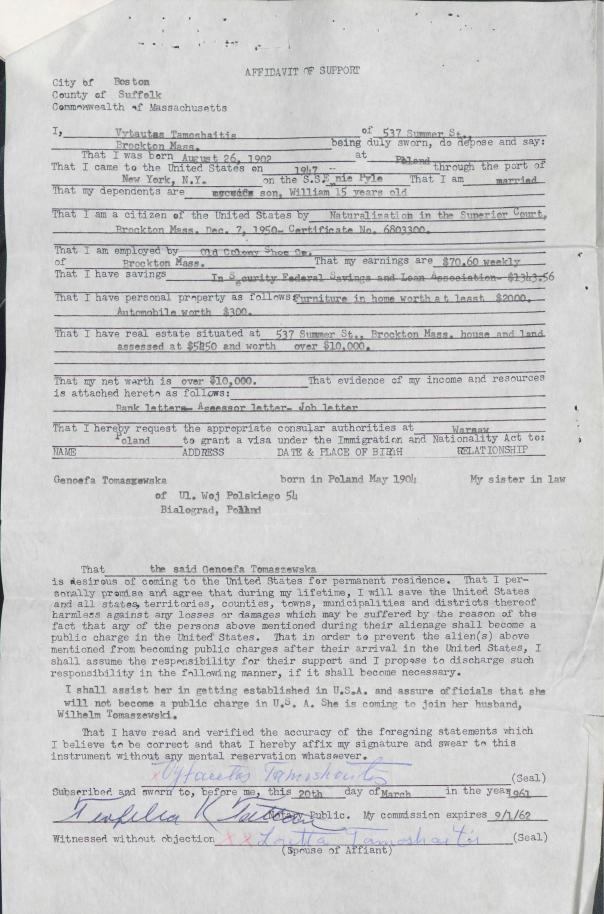 AFFIDAVIT OF SUPPORT
City of Boston
County of Suffolk
Commonwealth of Massachusetts
I, Vytautas Tamoshaitis of 537 Summer St.,
Brockton Mass. being duly sworn, do depose and say:
That I was born August 26, 1902 at Poland
That I came to the United States on 1947 - through the port of
New York, N.Y. on the S.S. Ernie Pyle That I am married
That my dependents are son, William 15 years old
That I am a citizen of the United States by Naturalization in the Superior Court,
Brockton Mass. Dec. 7, 1950- Certificate No. 6803300.
That I am employed by Old Colony Shoe Co.
of Brockton Mass. That my earnings are $70.60 weekly
That I have savings In Security Federal Savings and Loan Association- $1343.56
That I have personal property as follows: Furniture in home worth at least $2000.
Automobile worth $300.
That I have real estate situated at 537 Summer St., Brockton Mass. house and land
assessed at $5450 and worth over $10,000.
That my net worth is over $10,000. That evidence of my income and resources
is attached hereto as follows:
Bank letter- Assessor letter- Job letter
That I hereby request the appropriate consular authorities at Warsaw
Poland to grant a visa under the Immigration and Nationality Act to:
NAME ADDRESS DATE & PLACE OF BIRTH RELATIONSHIP
Genoefa Tomaszewska born in Poland May 1904 My sister in law
of Ul. Woj Polskiego 54
Bialograd, Poland
That the said Genoefa Tomaszewska
is desirous of coming to the United States for permanent residence. That I per-
sonally promise and agree that during my lifetime, I will save the United States
and all states, territories, counties, towns, municipalities and districts thereof
harmless against any losses or damages which may be suffered by the reason of the
fact that any of the persons above mentioned during their alienage shall become a
public charge in the United States. That in order to prevent the alien(s) above
mentioned from becoming public charges after their arrival in the United States, I
shall assume the responsibility for their support and I propose to discharge such
responsibility in the following manner, if it shall become necessary.
I shall assist her in getting established in U.S.A. and assure officials that she
will not become a public charge in U.S. A. She is coming to join her husband,
Wilhelm Tomaszewski.
That I have read and verified the accuracy of the foregoing statements which
I believe to be correct and that I hereby affix my signature and swear to this
instrument without any mental reservation whatsoever.
x Vytautas Tamoshaitis (Seal)
Subscribed and sworn to, before me, this 20th day of March in the year 1961
Notary Public. My commission expires 9/1/62
Witnessed without objection x x Loretta Tamoshaitis (Seal)
(Spouse of Affiant)